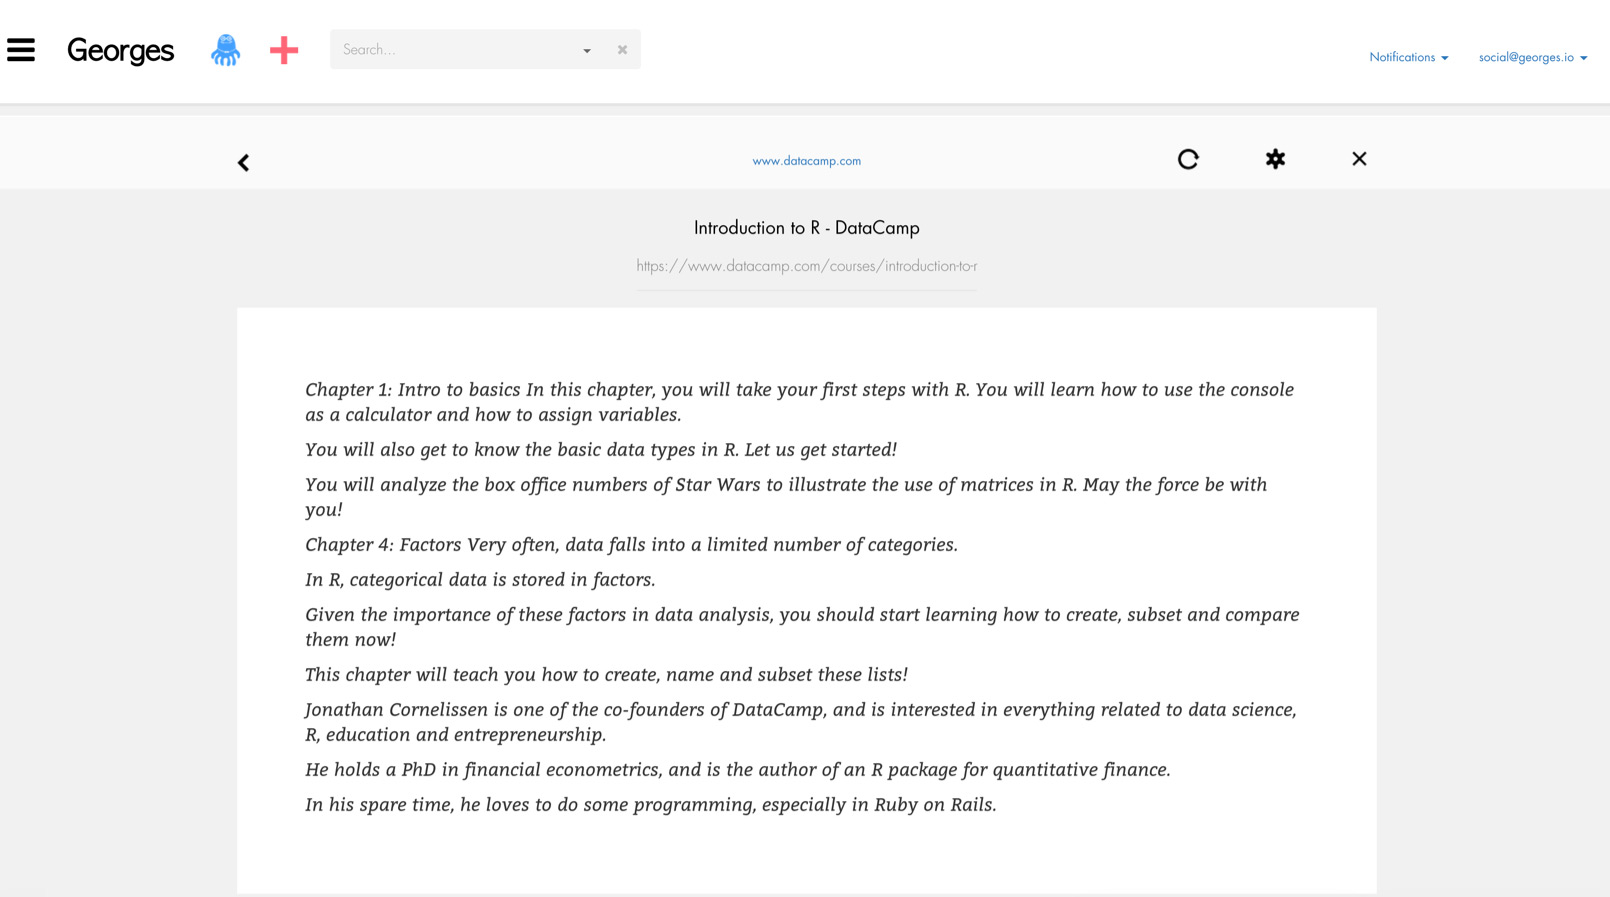 Georges
Search...
Notifications
social@georges.io
www.datacamp.com
Introduction to R - DataCamp
https://www.datacamp.com/courses/introduction-to-r
Chapter 1: Intro to basics In this chapter, you will take your first steps with R. You will learn how to use the console
as a calculator and how to assign variables.
You will also get to know the basic data types in R. Let us get started!
You will analyze the box office numbers of Star Wars to illustrate the use of matrices in R. May the force be with
you!
Chapter 4: Factors Very often, data falls into a limited number of categories.
In R, categorical data is stored in factors.
Given the importance of these factors in data analysis, you should start learning how to create, subset and compare
them now!
This chapter will teach you how to create, name and subset these lists!
Jonathan Cornelissen is one of the co-founders of DataCamp, and is interested in everything related to data science,
R, education and entrepreneurship.
He holds a PhD in financial econometrics, and is the author of an R package for quantitative finance.
In his spare time, he loves to do some programming, especially in Ruby on Rails.